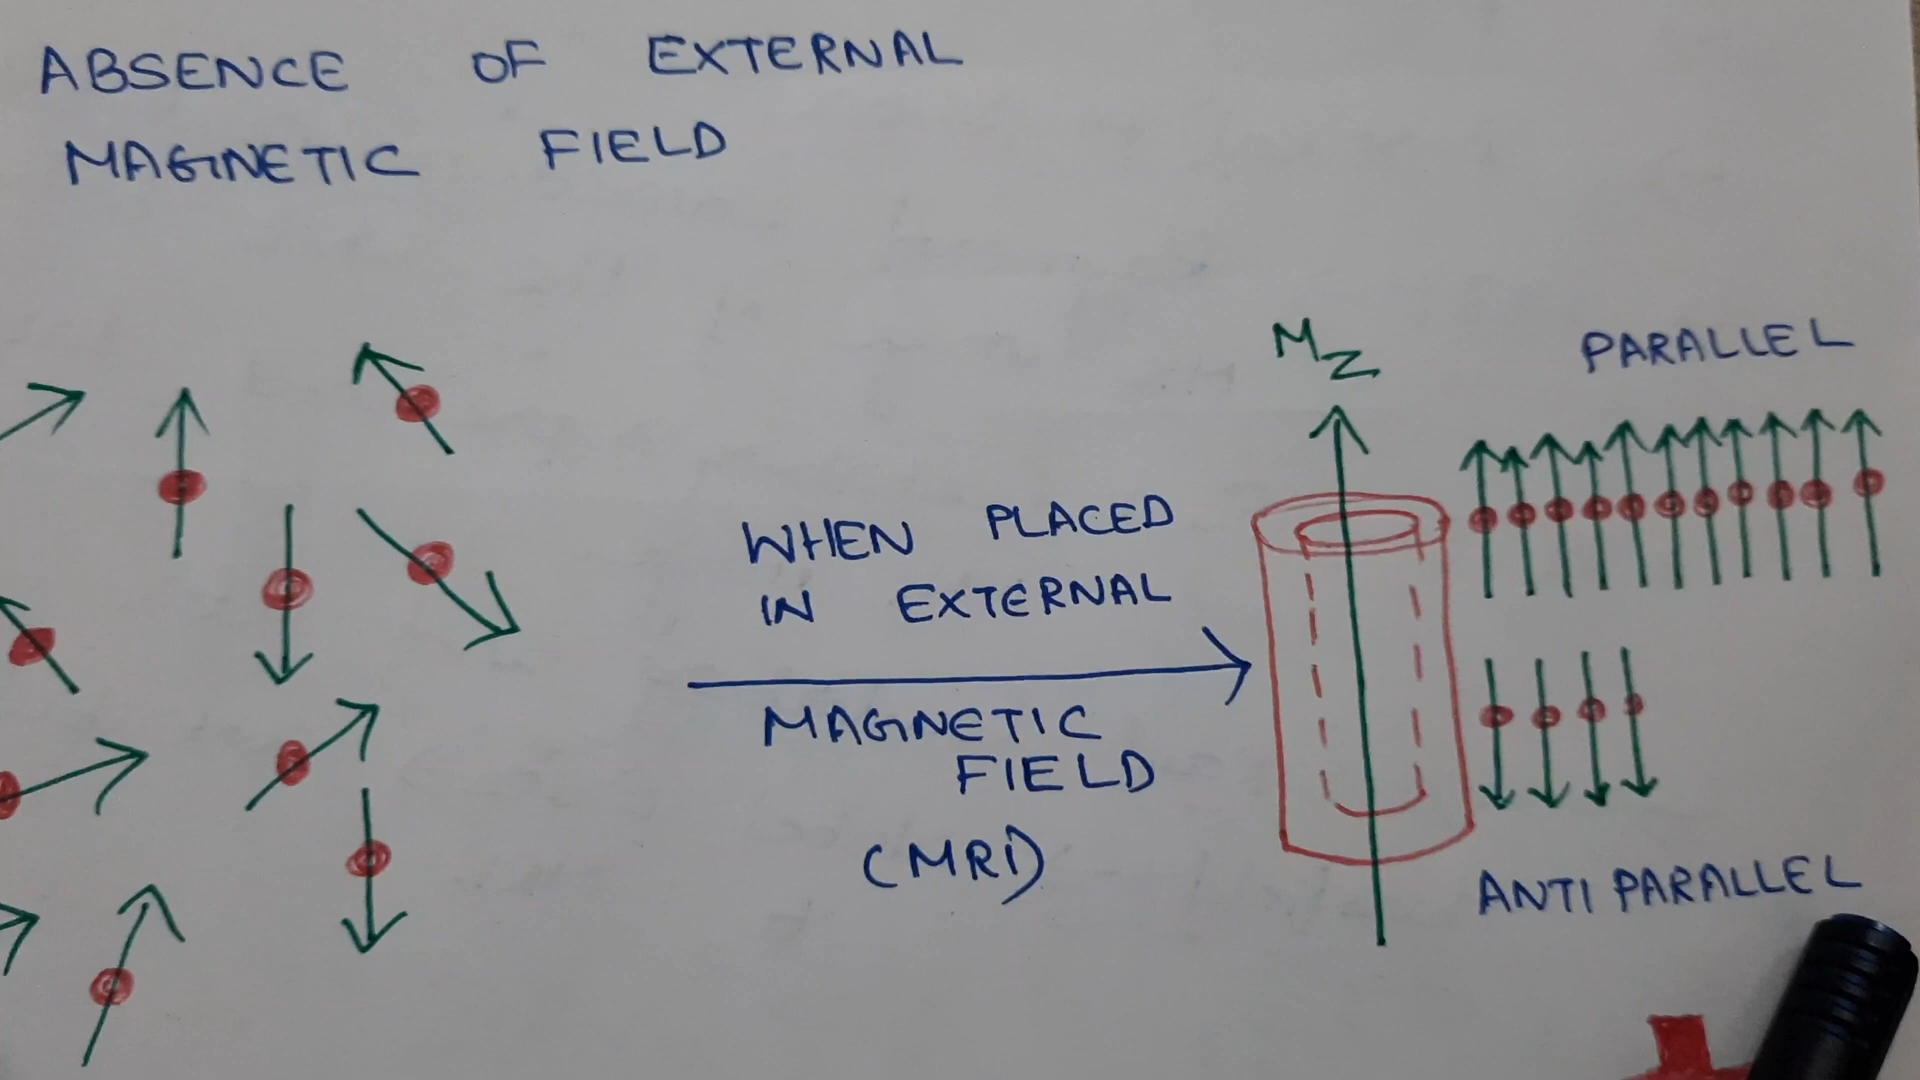 ABSENCE OF EXTERNAL
MAGNETIC FIELD
WHEN PLACED
IN EXTERNAL
MAGNETIC
FIELD
(MRI)
MZ
PARALLEL
ANTI PARALLEL